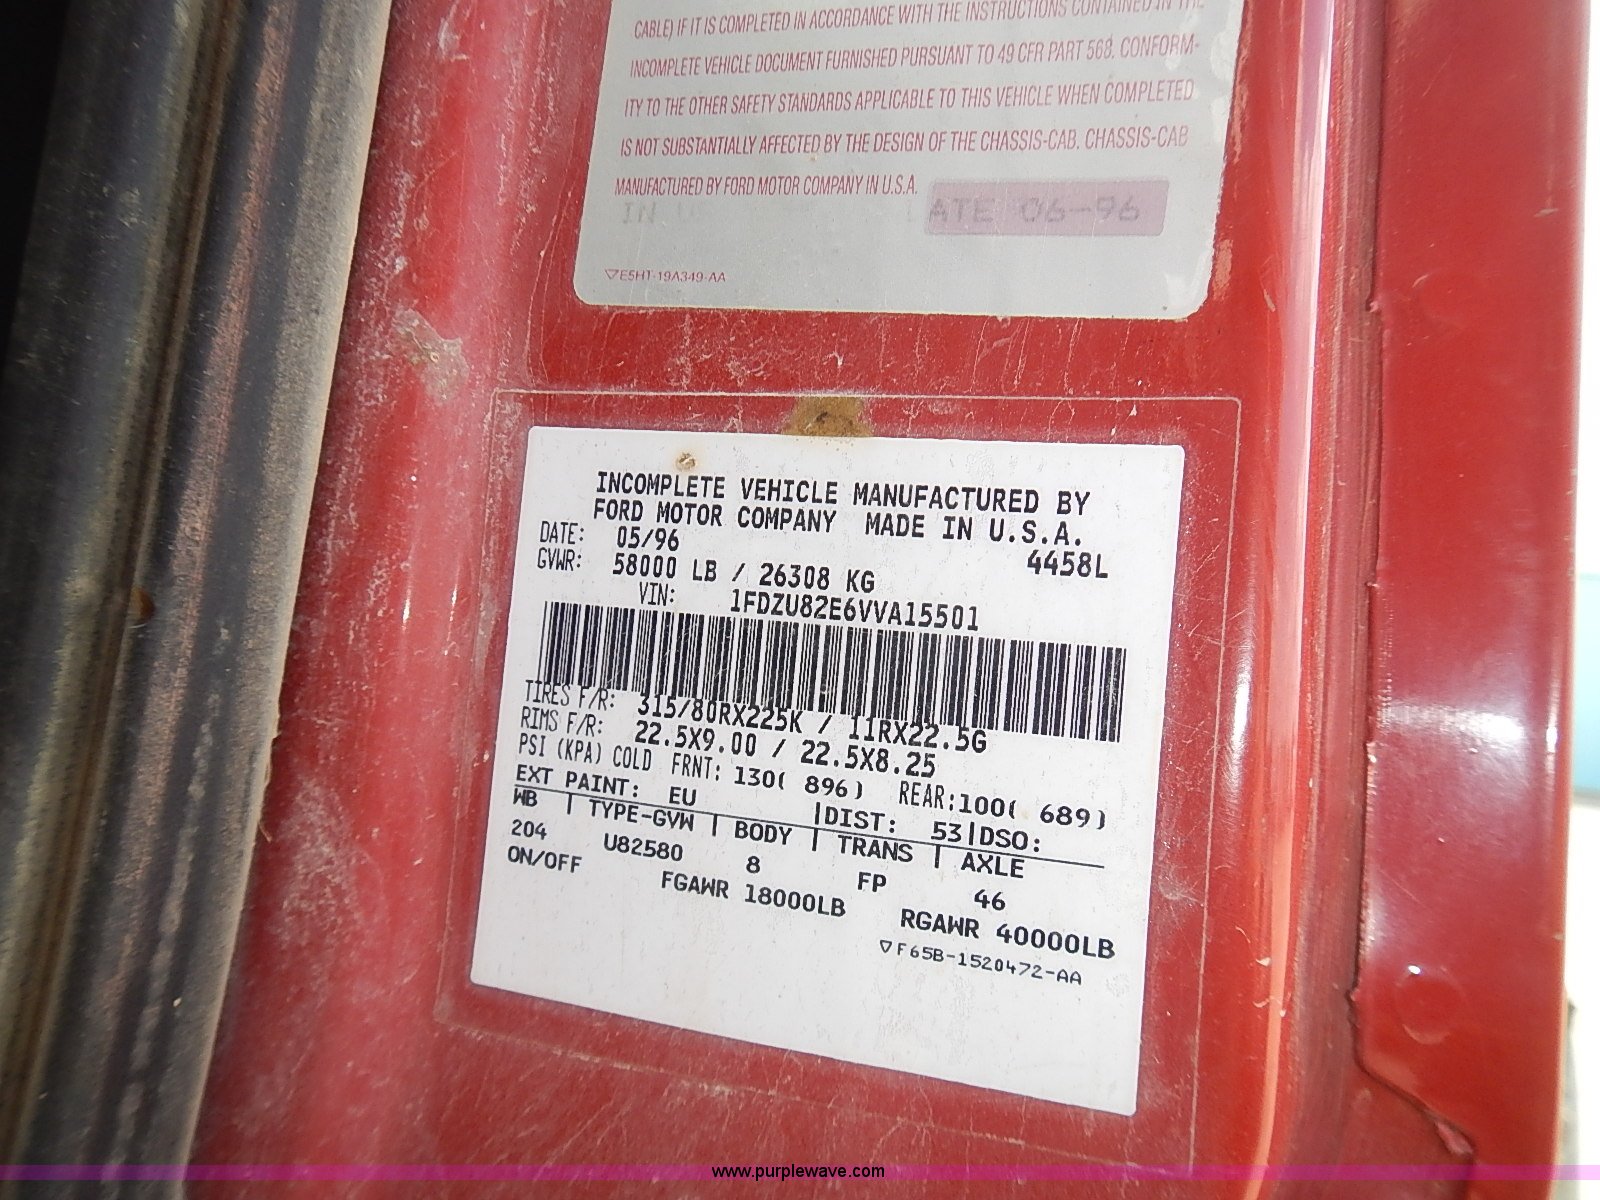 CABLE) IF IT IS COMPLETED IN ACCORDANCE WITH THE INSTRUCTIONS CONTAINED IN THE
INCOMPLETE VEHICLE DOCUMENT FURNISHED PURSUANT TO 49 CFR PART 568. CONFORM-
ITY TO THE OTHER SAFETY STANDARDS APPLICABLE TO THIS VEHICLE WHEN COMPLETED
IS NOT SUBSTANTIALLY AFFECTED BY THE DESIGN OF THE CHASSIS-CAB. CHASSIS-CAB
MANUFACTURED BY FORD MOTOR COMPANY IN U.S.A.
IN ATE 06-96
▽E5HT-19A349-AA
INCOMPLETE VEHICLE MANUFACTURED BY
FORD MOTOR COMPANY MADE IN U.S.A.
DATE: 05/96 4458L
GVWR: 58000 LB / 26308 KG
VIN: 1FDZU82E6VVA15501
TIRES F/R: 315/80RX225K / 11RX22.5G
RIMS F/R: 22.5X9.00 / 22.5X8.25
PSI (KPA) COLD FRNT: 130( 896) REAR:100( 689)
EXT PAINT: EU |DIST: 53|DSO:
WB | TYPE-GVW | BODY | TRANS | AXLE
204 U82580 8 FP 46
ON/OFF FGAWR 18000LB RGAWR 40000LB
▽F65B-1520472-AA
www.purplewave.com